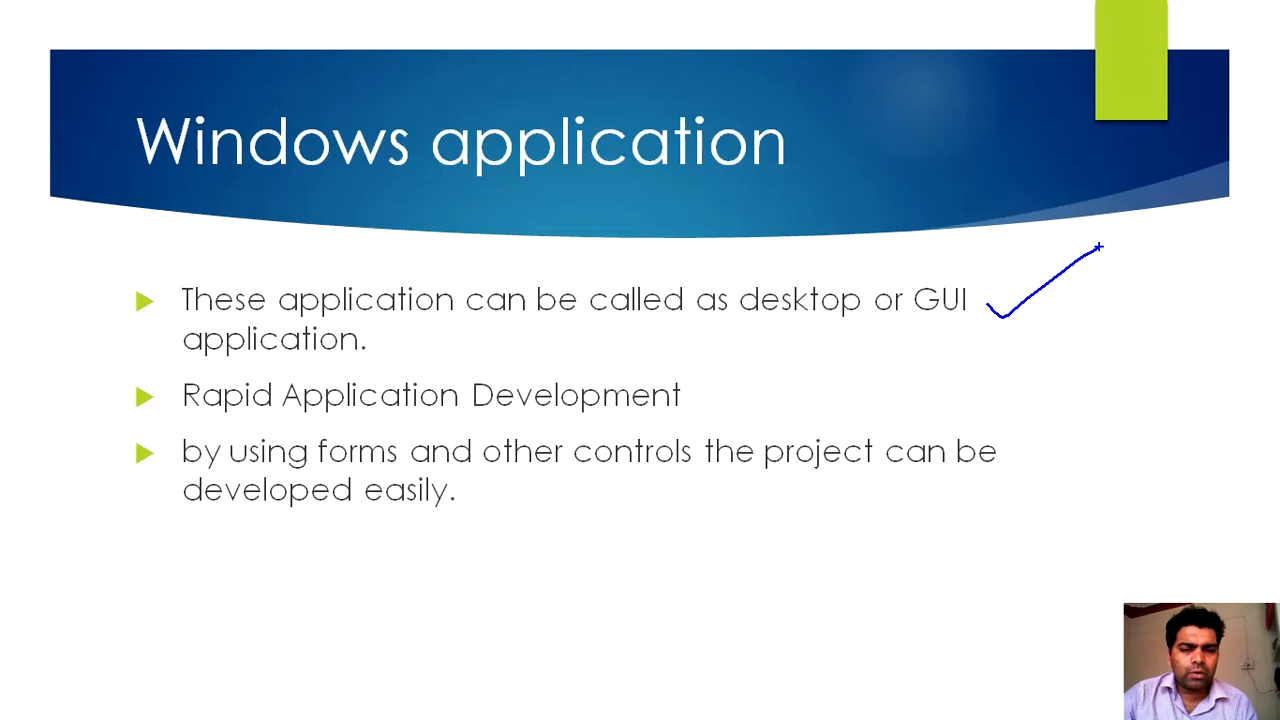 Windows application
These application can be called as desktop or GUI
application.
Rapid Application Development
by using forms and other controls the project can be
developed easily.